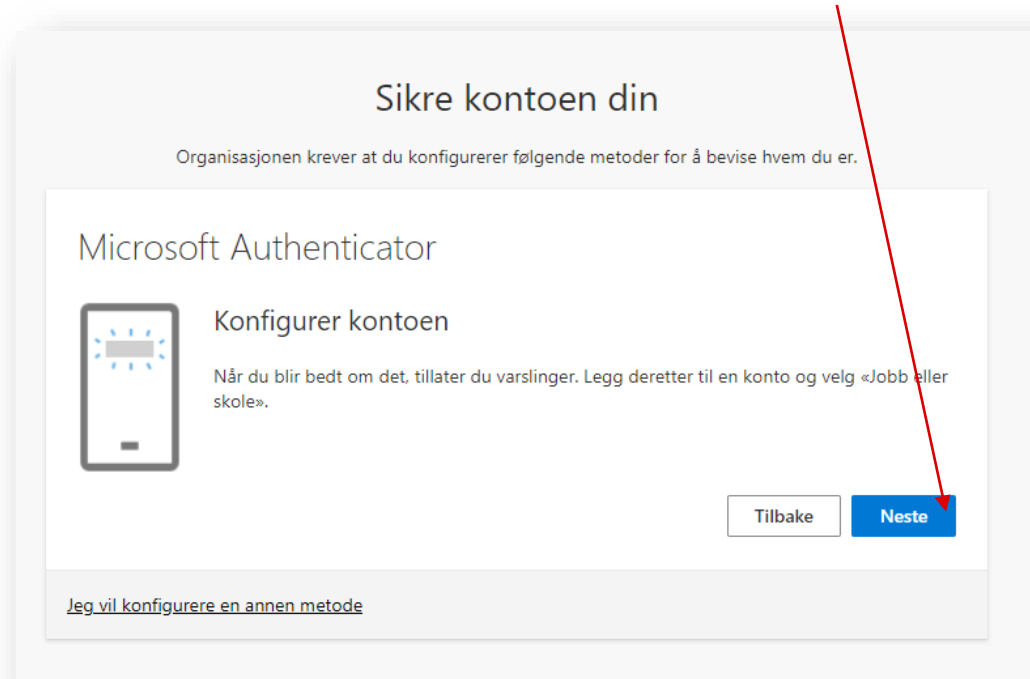 Sikre kontoen din
Organisasjonen krever at du konfigurerer følgende metoder for å bevise hvem du er.
Microsoft Authenticator
Konfigurer kontoen
Når du blir bedt om det, tillater du varslinger. Legg deretter til en konto og velg «Jobb eller
skole».
Tilbake
Neste
Jeg vil konfigurere en annen metode